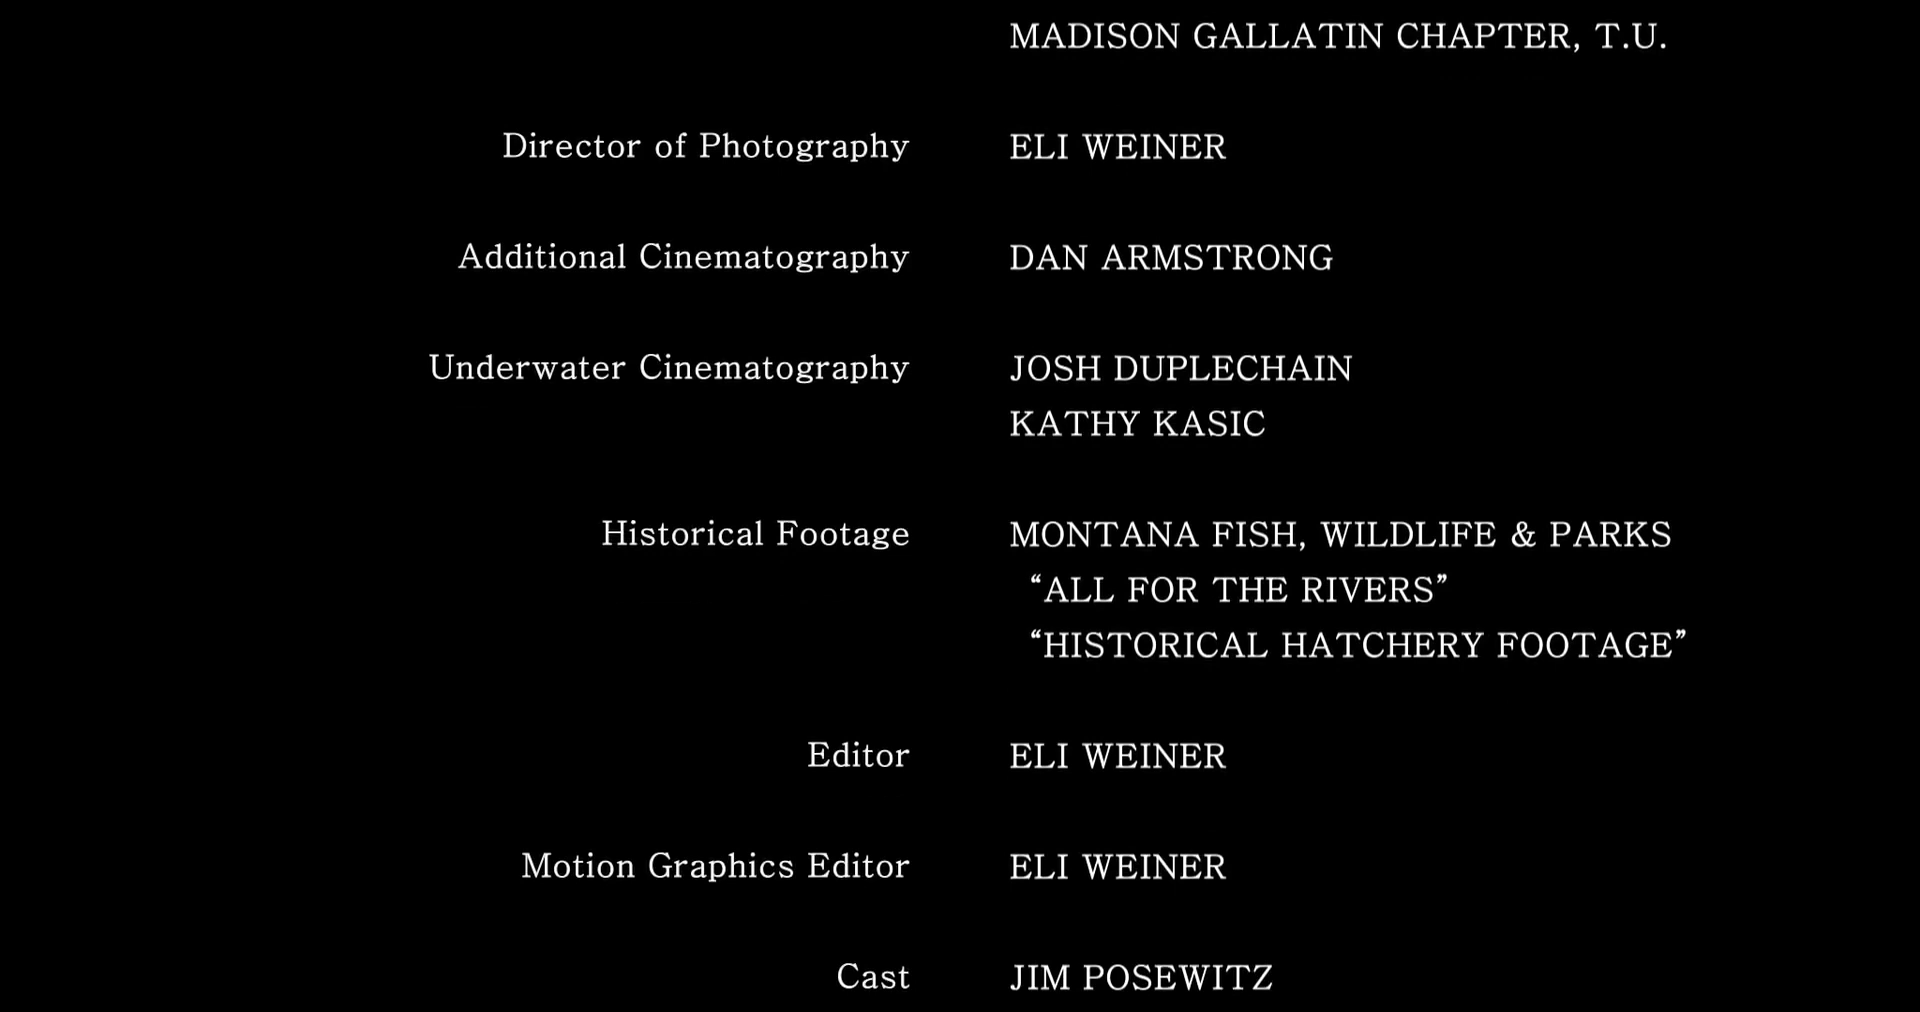 MADISON GALLATIN CHAPTER, T.U.
Director of Photography ELI WEINER
Additional Cinematography DAN ARMSTRONG
Underwater Cinematography JOSH DUPLECHAIN
KATHY KASIC
Historical Footage MONTANA FISH, WILDLIFE & PARKS
“ALL FOR THE RIVERS”
“HISTORICAL HATCHERY FOOTAGE”
Editor ELI WEINER
Motion Graphics Editor ELI WEINER
Cast JIM POSEWITZ